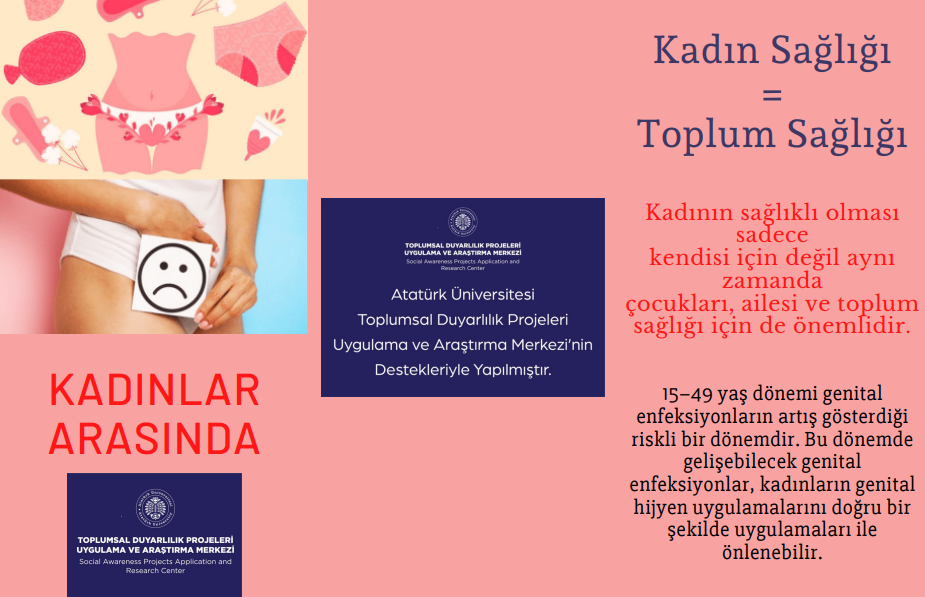 KADINLAR
ARASINDA
TOPLUMSAL DUYARLILIK PROJELERİ
UYGULAMA VE ARAŞTIRMA MERKEZİ
Social Awareness Projects Application and
Research Center
TOPLUMSAL DUYARLILIK PROJELERİ
UYGULAMA VE ARAŞTIRMA MERKEZİ
Social Awareness Projects Application and
Research Center
Atatürk Üniversitesi
Toplumsal Duyarlılık Projeleri
Uygulama ve Araştırma Merkezi'nin
Destekleriyle Yapılmıştır.
Kadın Sağlığı
=
Toplum Sağlığı
Kadının sağlıklı olması
sadece
kendisi için değil aynı
zamanda
çocukları, ailesi ve toplum
sağlığı için de önemlidir.
15–49 yaş dönemi genital
enfeksiyonların artış gösterdiği
riskli bir dönemdir. Bu dönemde
gelişebilecek genital
enfeksiyonlar, kadınların genital
hijyen uygulamalarını doğru bir
şekilde uygulamaları ile
önlenebilir.